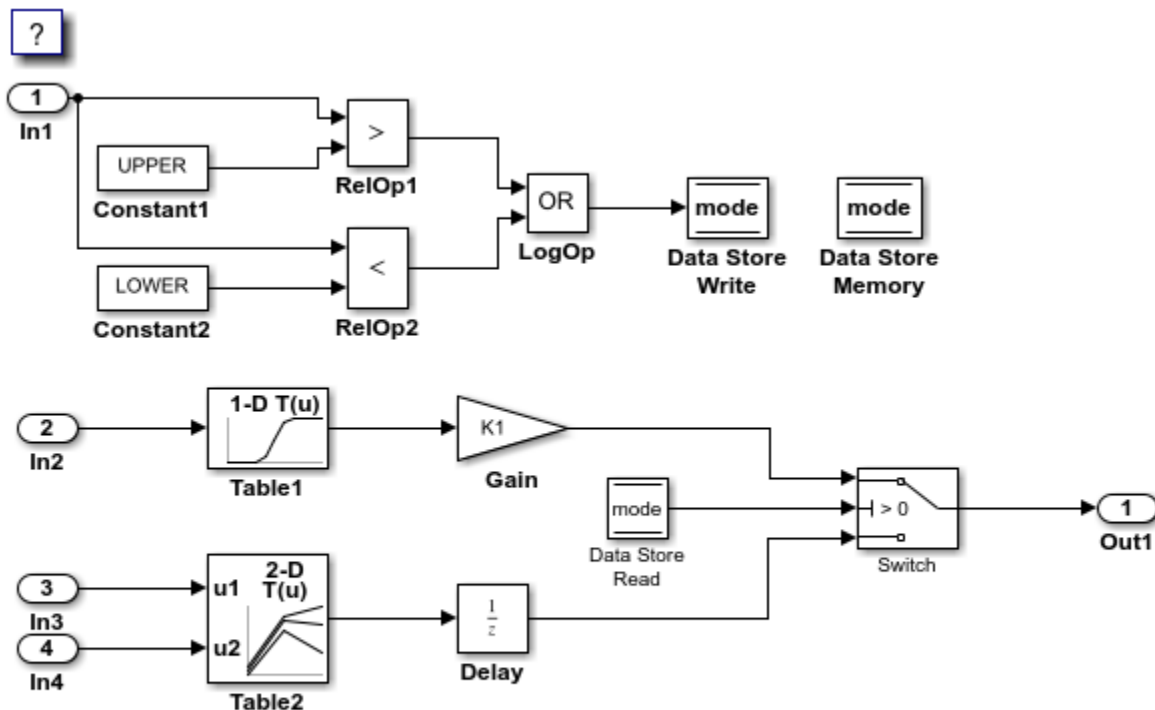 ?
1
In1
UPPER
Constant1
>
RelOp1
LOWER
Constant2
<
RelOp2
OR
LogOp
mode
Data Store
Write
mode
Data Store
Memory
2
In2
1-D T(u)
Table1
K1
Gain
mode
Data Store
Read
> 0
Switch
1
Out1
3
In3
4
In4
u1
u2
2-D
T(u)
Table2
1
z
Delay